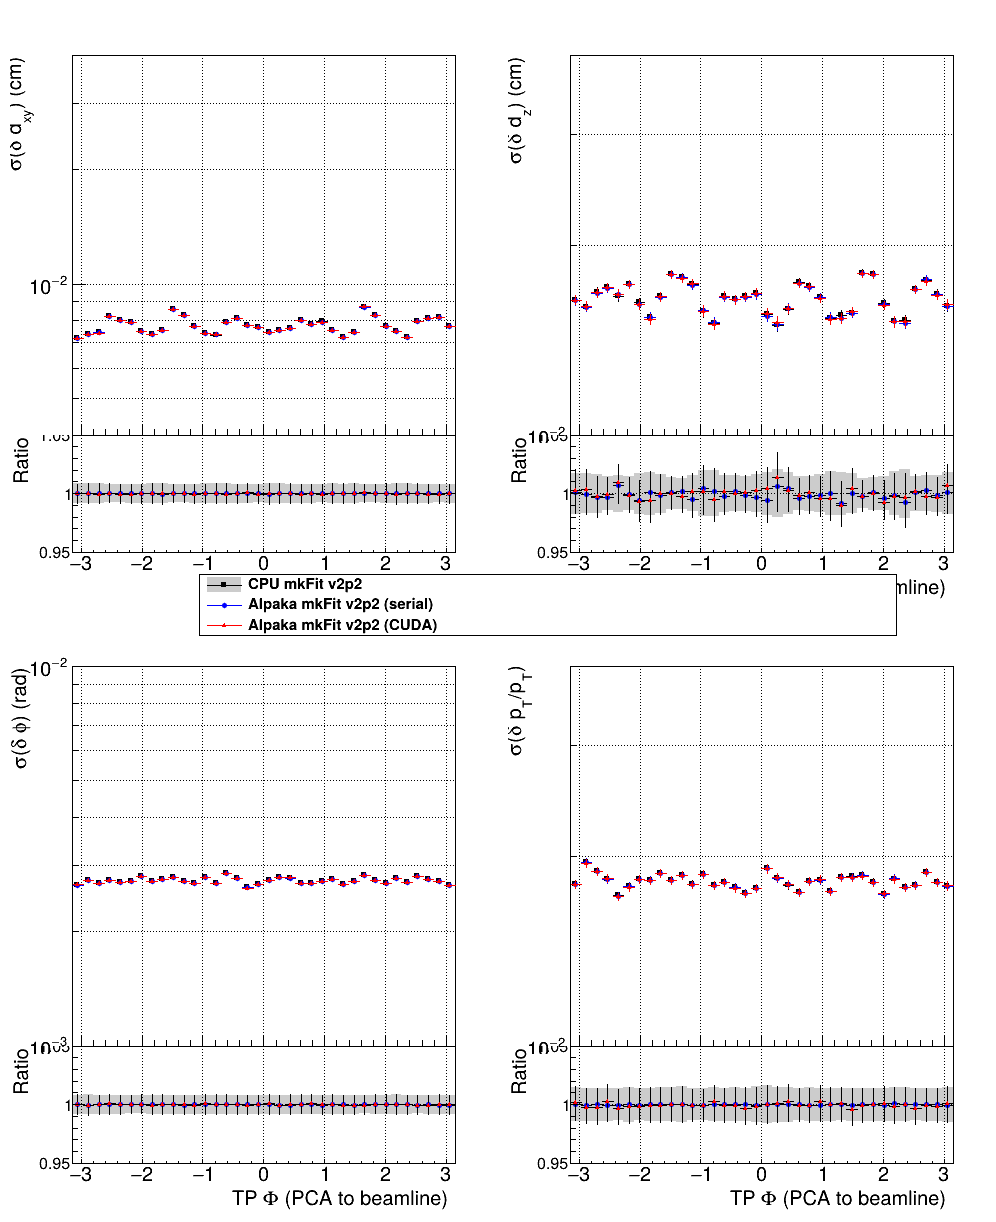 σ(δ d_xy) (cm)
10^−2
Ratio
1
0.95
−3 −2 −1 0 1 2 3
σ(δ d_z) (cm)
Ratio
1
0.95
−3 −2 −1 0 1 2 3
mline)
CPU mkFit v2p2
Alpaka mkFit v2p2 (serial)
Alpaka mkFit v2p2 (CUDA)
σ(δ φ) (rad)
10^−2
Ratio
1
0.95
−3 −2 −1 0 1 2 3
TP Φ (PCA to beamline)
σ(δ p_T/p_T)
Ratio
1
0.95
−3 −2 −1 0 1 2 3
TP Φ (PCA to beamline)